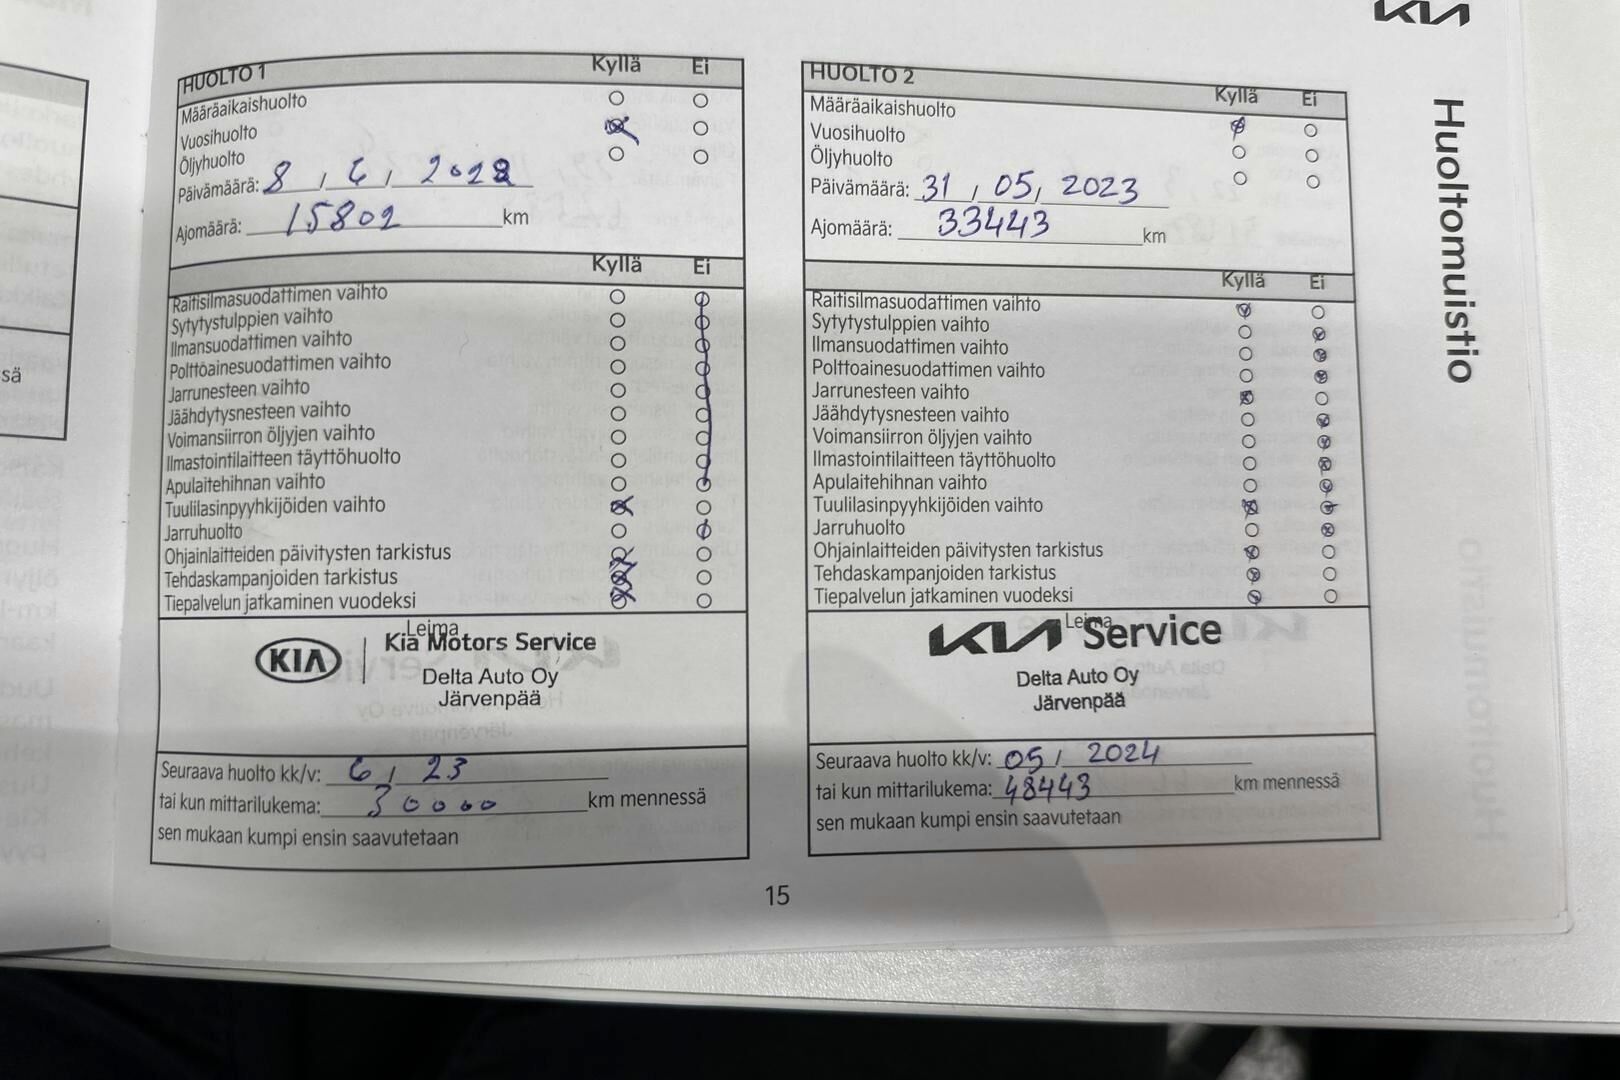 KIA
Huoltomuistio
sä
HUOLTO 1 Kyllä Ei
Määräaikaishuolto
Vuosihuolto
Öljyhuolto
Päivämäärä: 8 / 6 / 2022
Ajomäärä: 15802 km
Kyllä Ei
Raitisilmasuodattimen vaihto
Sytytystulppien vaihto
Ilmansuodattimen vaihto
Polttoainesuodattimen vaihto
Jarrunesteen vaihto
Jäähdytysnesteen vaihto
Voimansiirron öljyjen vaihto
Ilmastointilaitteen täyttöhuolto
Apulaitehihnan vaihto
Tuulilasinpyyhkijöiden vaihto
Jarruhuolto
Ohjainlaitteiden päivitysten tarkistus
Tehdaskampanjoiden tarkistus
Tiepalvelun jatkaminen vuodeksi
Leima
KIA Kia Motors Service
Delta Auto Oy
Järvenpää
Seuraava huolto kk/v: 6 / 23
tai kun mittarilukema: 30000 km mennessä
sen mukaan kumpi ensin saavutetaan
HUOLTO 2 Kyllä Ei
Määräaikaishuolto
Vuosihuolto
Öljyhuolto
Päivämäärä: 31 / 05 / 2023
Ajomäärä: 33443 km
Kyllä Ei
Raitisilmasuodattimen vaihto
Sytytystulppien vaihto
Ilmansuodattimen vaihto
Polttoainesuodattimen vaihto
Jarrunesteen vaihto
Jäähdytysnesteen vaihto
Voimansiirron öljyjen vaihto
Ilmastointilaitteen täyttöhuolto
Apulaitehihnan vaihto
Tuulilasinpyyhkijöiden vaihto
Jarruhuolto
Ohjainlaitteiden päivitysten tarkistus
Tehdaskampanjoiden tarkistus
Tiepalvelun jatkaminen vuodeksi
Leima
KIA Service
Delta Auto Oy
Järvenpää
Seuraava huolto kk/v: 05 / 2024
tai kun mittarilukema: 48443 km mennessä
sen mukaan kumpi ensin saavutetaan
15